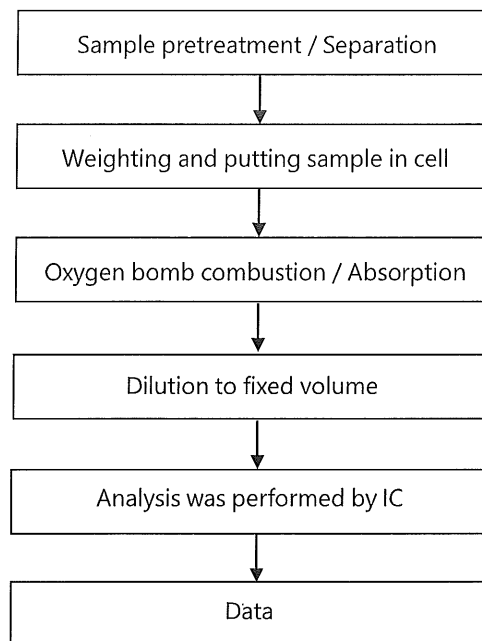 Sample pretreatment / Separation
Weighting and putting sample in cell
Oxygen bomb combustion / Absorption
Dilution to fixed volume
Analysis was performed by IC
Data